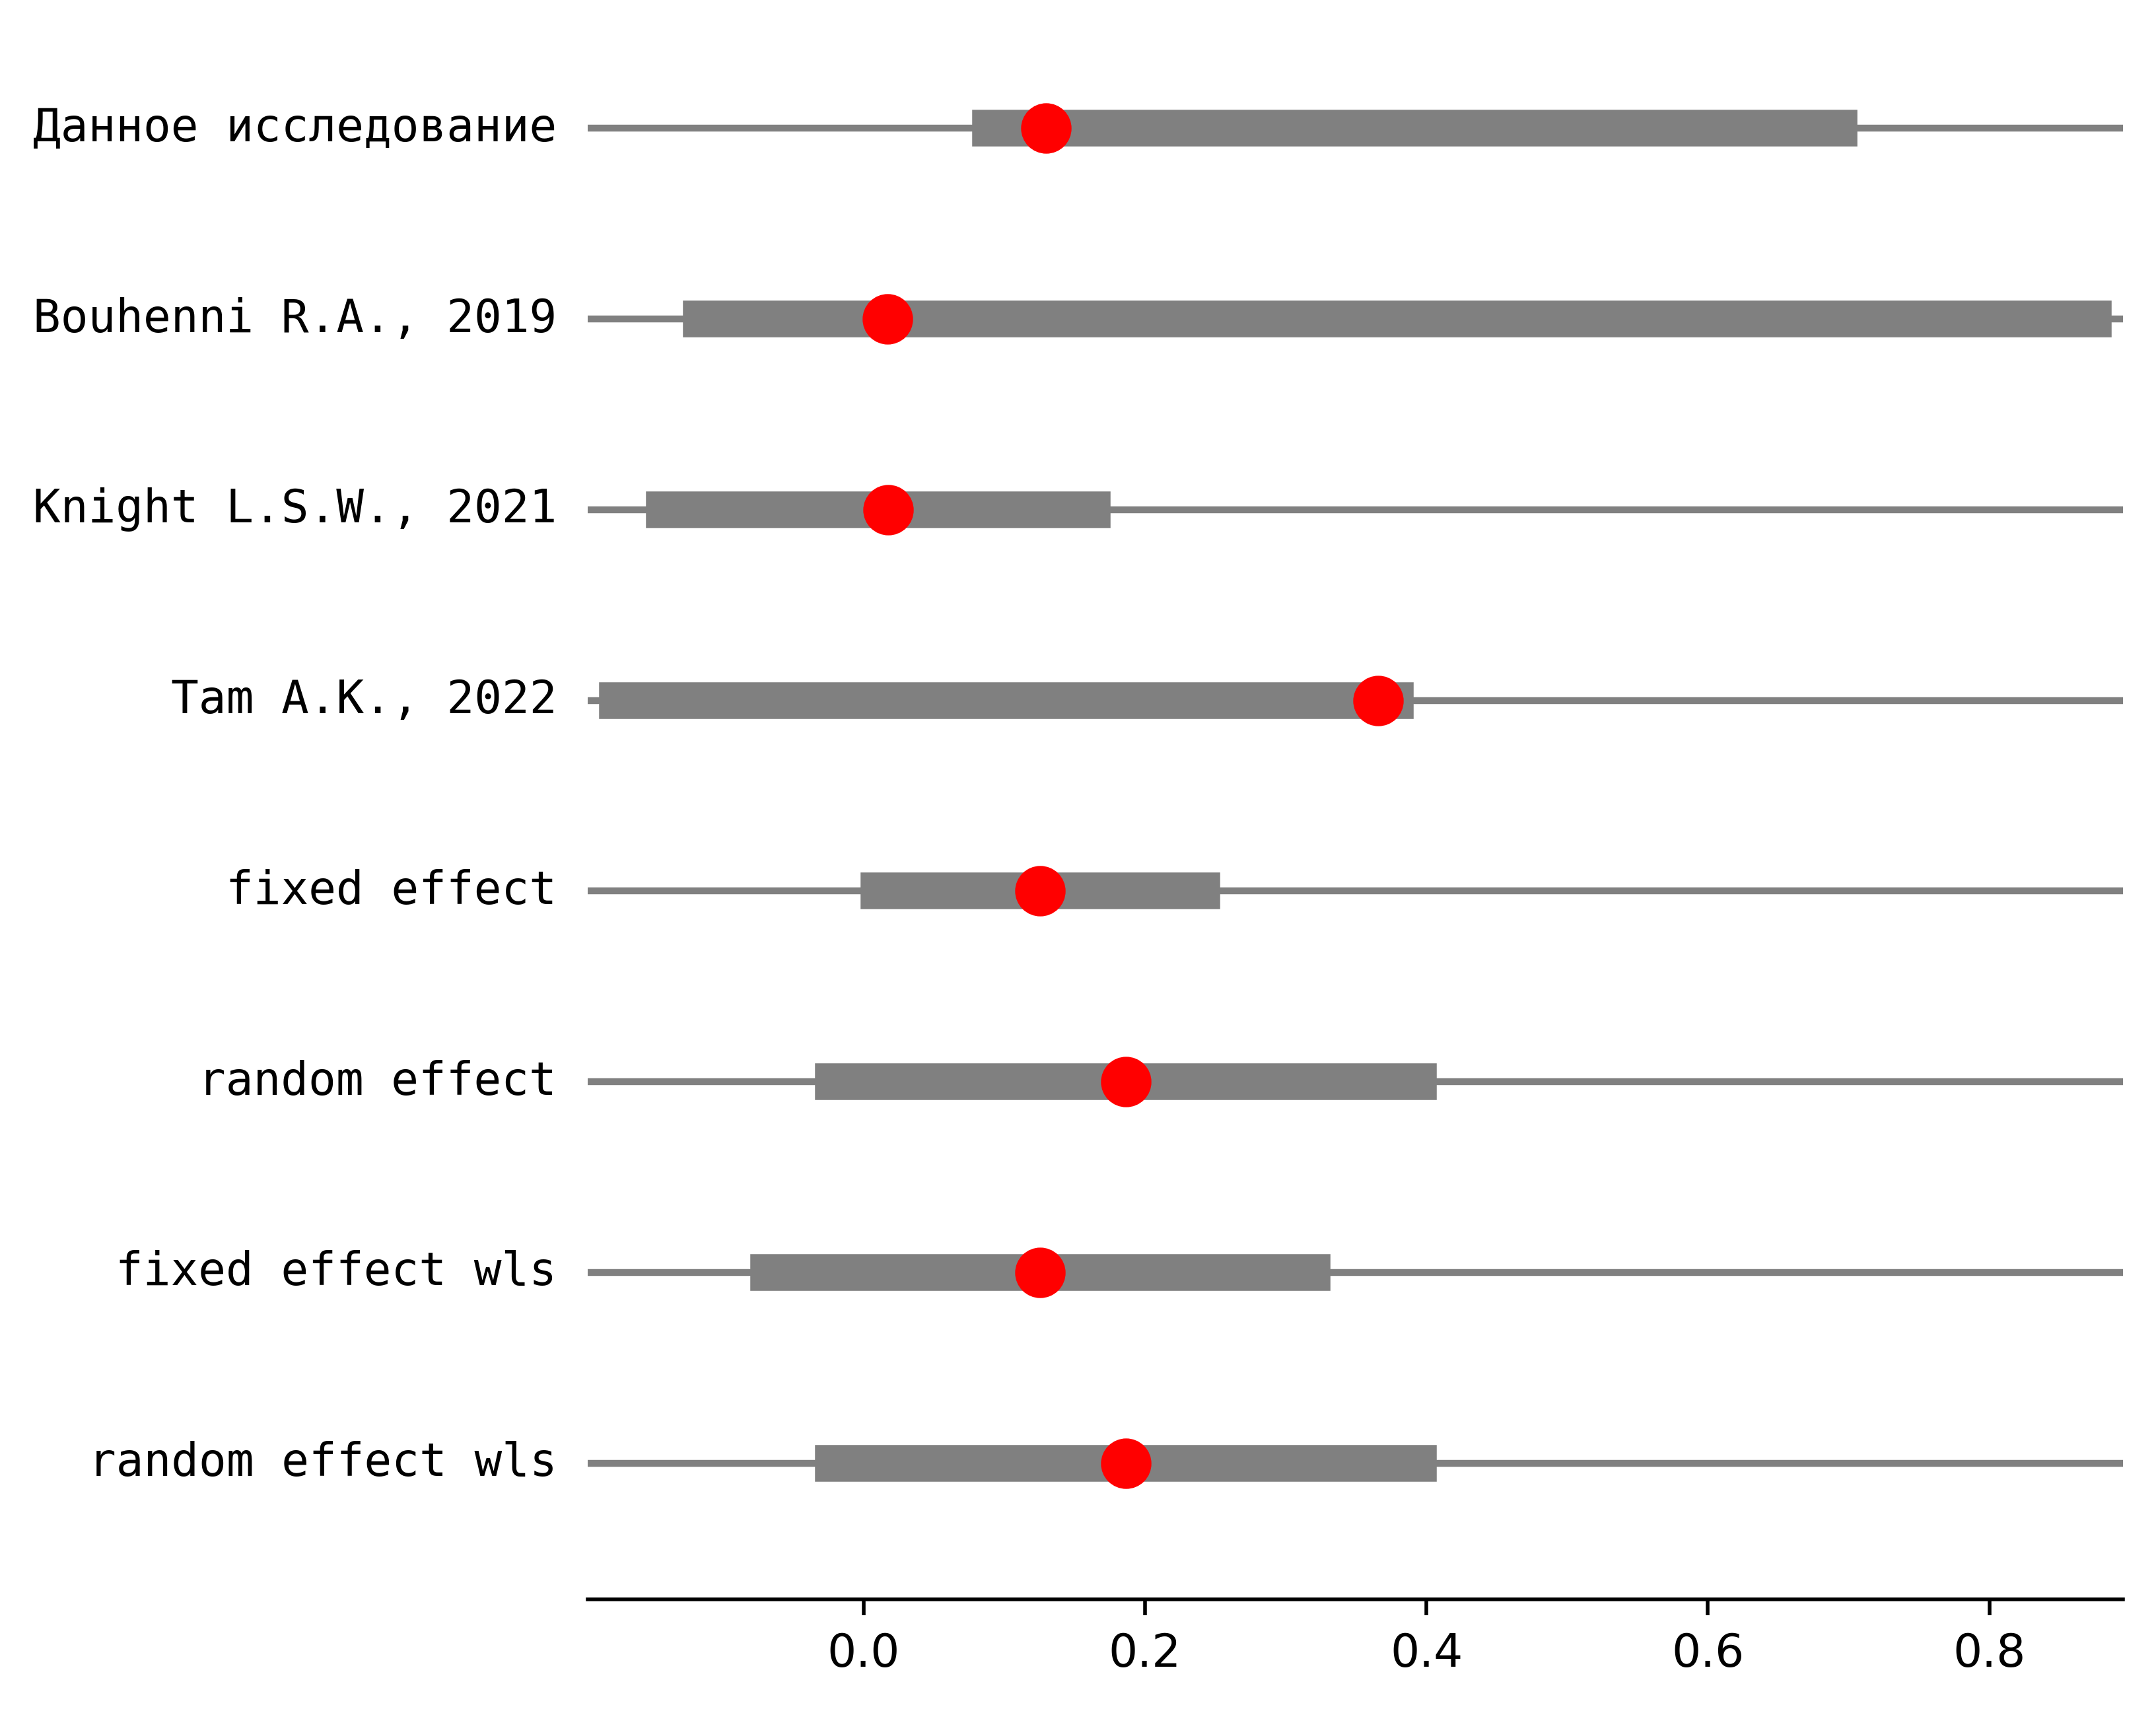 Данное исследование
Bouhenni R.A., 2019
Knight L.S.W., 2021
Tam A.K., 2022
fixed effect
random effect
fixed effect wls
random effect wls
0.0 0.2 0.4 0.6 0.8